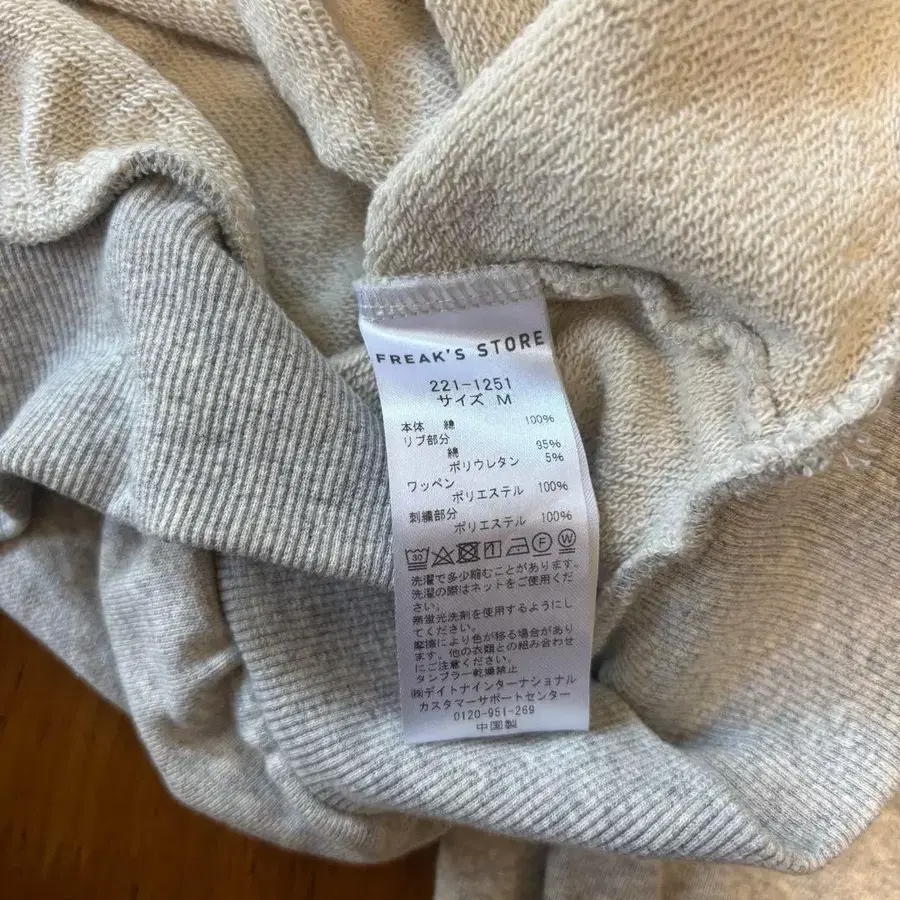 FREAK'S STORE
221-1251
サイズ M
本体 綿 100%
リブ部分
綿 95%
ポリウレタン 5%
ワッペン
ポリエステル 100%
刺繍部分
ポリエステル 100%
30 F W
洗濯で多少縮むことがあります。
洗濯の際はネットをご使用くだ
さい。
無蛍光洗剤を使用するようにし
てください。
摩擦により色が移る場合があり
ます。他の衣類との組み合わせ
にご注意ください。
タンブラー乾燥禁止
㈱デイトナインターナショナル
カスタマーサポートセンター
0120-951-269
中国製